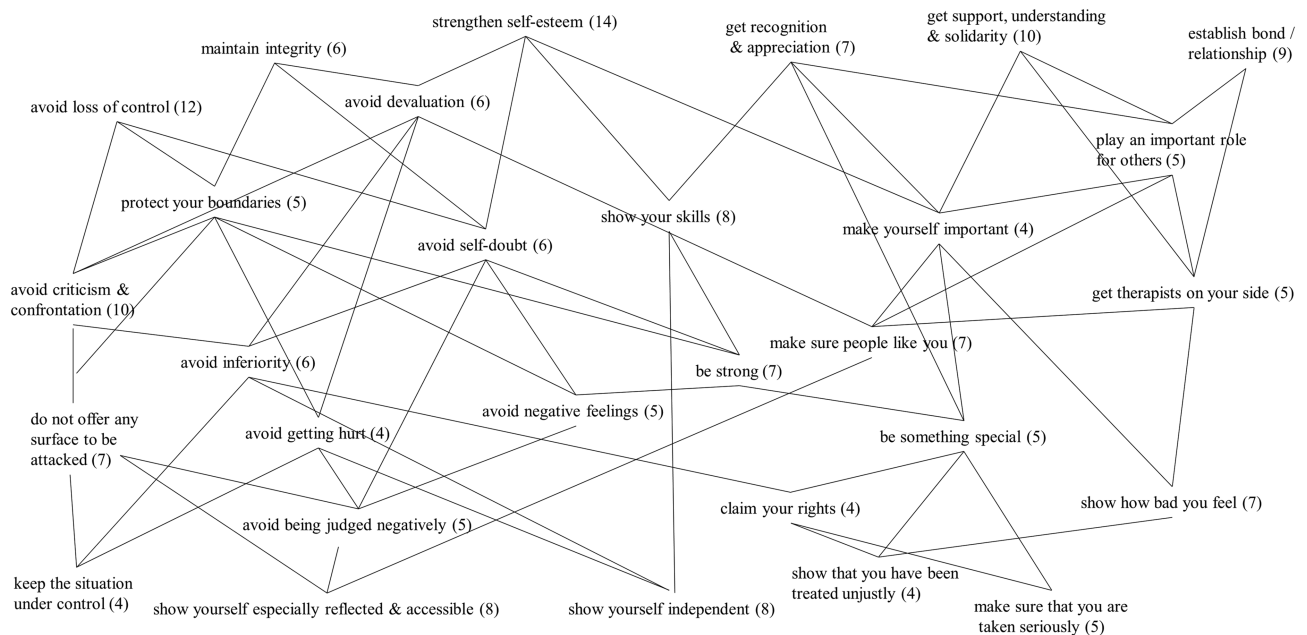 strengthen self-esteem (14)
get recognition
& appreciation (7)
get support, understanding
& solidarity (10)
establish bond /
relationship (9)
maintain integrity (6)
avoid loss of control (12)
avoid devaluation (6)
play an important role
for others (5)
protect your boundaries (5)
show your skills (8)
make yourself important (4)
avoid self-doubt (6)
avoid criticism &
confrontation (10)
get therapists on your side (5)
avoid inferiority (6)
make sure people like you (7)
be strong (7)
do not offer any
surface to be
attacked (7)
avoid negative feelings (5)
avoid getting hurt (4)
be something special (5)
claim your rights (4)
show how bad you feel (7)
avoid being judged negatively (5)
keep the situation
under control (4)
show yourself especially reflected & accessible (8)
show yourself independent (8)
show that you have been
treated unjustly (4)
make sure that you are
taken seriously (5)